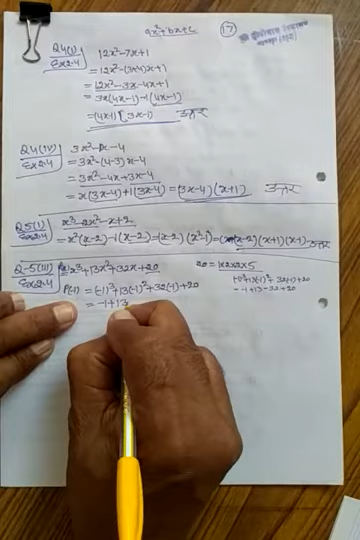 ax²+bx+c
17
Q4(i) Ex2.4 12x²-7x+1
= 12x²-(3+4)x+1
= 12x²-3x-4x+1
= 3x(4x-1)-1(4x-1)
= (4x-1)(3x-1) उत्तर
Q4(iv) Ex2.4 3x²-x-4
= 3x²-(4-3)x-4
= 3x²-4x+3x-4
= x(3x-4)+1(3x-4) = (3x-4)(x+1) उत्तर
Q5(i) Ex2.4 x³-2x²-x+2
= x²(x-2)-1(x-2)=(x-2)(x²-1)=(x-2)(x+1)(x-1) उत्तर
Q-5(iii) Ex2.4 x³+13x²+32x+20 20=1x2x2x5
P(-1) = (-1)³+13(-1)²+32(-1)+20
= -1+13
-1+13-32+20